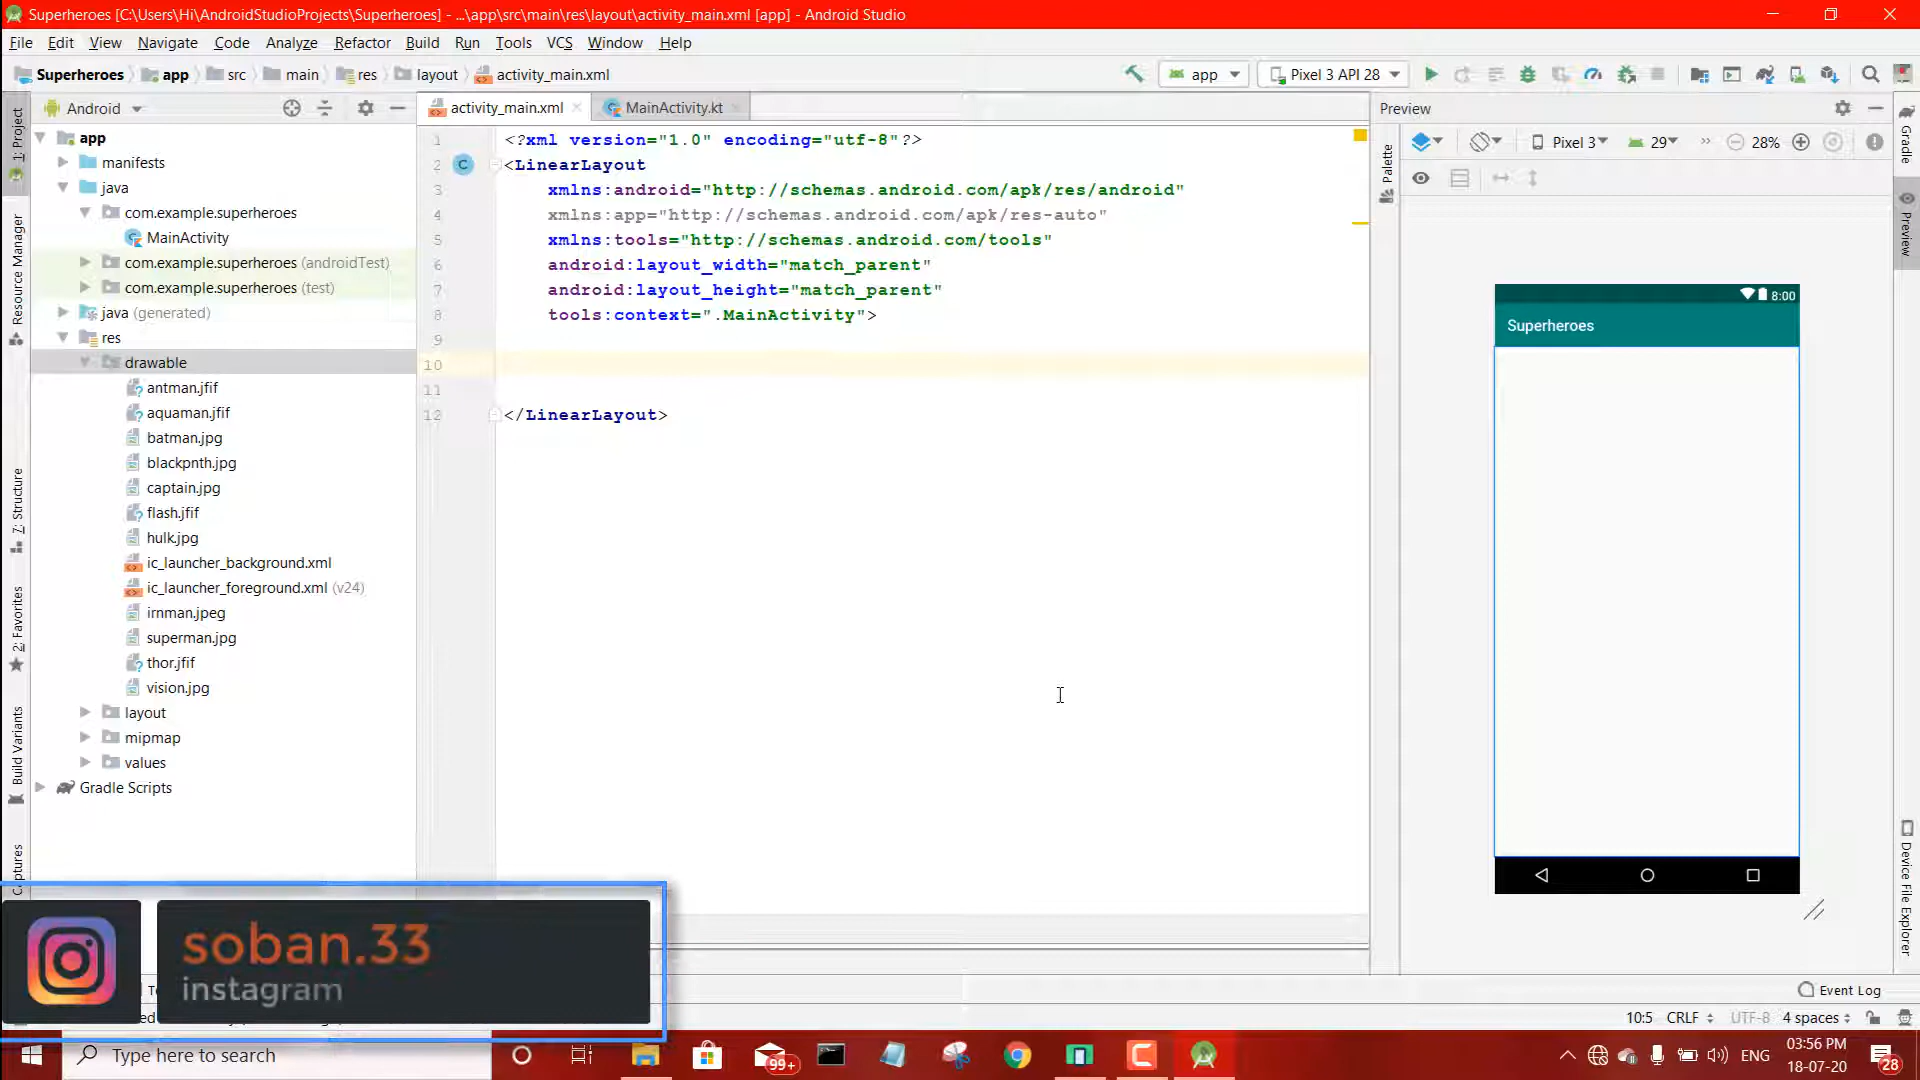 Superheroes [C:\Users\Hi\AndroidStudioProjects\Superheroes] - ...\app\src\main\res\layout\activity_main.xml [app] - Android Studio
File Edit View Navigate Code Analyze Refactor Build Run Tools VCS Window Help
Superheroes app src main res layout activity_main.xml
app Pixel 3 API 28
Android
activity_main.xml MainActivity.kt
Preview
Pixel 3 29 28%
1: Project
Resource Manager
7: Structure
2: Favorites
Build Variants
Captures
app
manifests
java
com.example.superheroes
MainActivity
com.example.superheroes (androidTest)
com.example.superheroes (test)
java (generated)
res
drawable
antman.jfif
aquaman.jfif
batman.jpg
blackpnth.jpg
captain.jpg
flash.jfif
hulk.jpg
ic_launcher_background.xml
ic_launcher_foreground.xml (v24)
irnman.jpeg
superman.jpg
thor.jfif
vision.jpg
layout
mipmap
values
Gradle Scripts
1 <?xml version="1.0" encoding="utf-8"?>
2 <LinearLayout
3 xmlns:android="http://schemas.android.com/apk/res/android"
4 xmlns:app="http://schemas.android.com/apk/res-auto"
5 xmlns:tools="http://schemas.android.com/tools"
6 android:layout_width="match_parent"
7 android:layout_height="match_parent"
8 tools:context=".MainActivity">
9
10
11
12 </LinearLayout>
Palette
8:00
Superheroes
Gradle
Preview
Device File Explorer
soban.33
instagram
Event Log
10:5 CRLF UTF-8 4 spaces
Type here to search
99+
ENG
03:56 PM
18-07-20
28